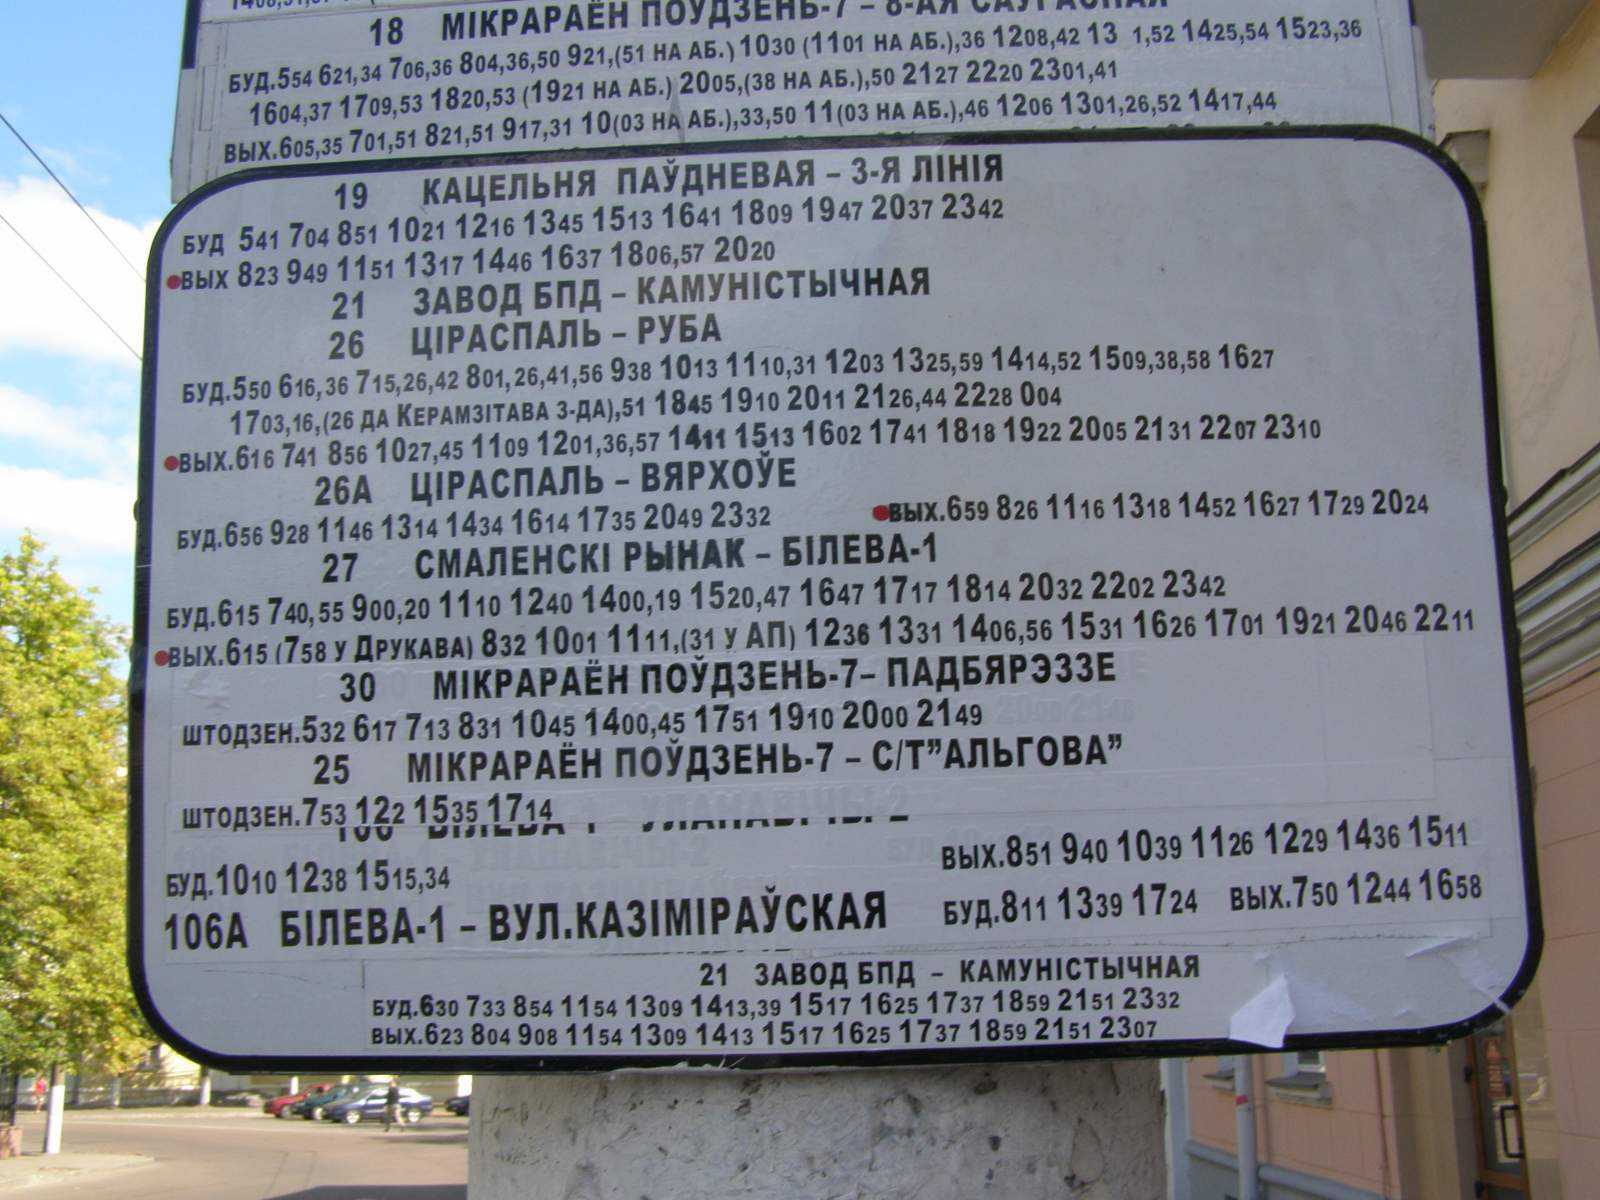 18 МІКРАРАЁН ПОЎДЗЕНЬ-7 – 8-АЯ САЎГАСНАЯ
БУД.554 621,34 706,36 804,36,50 921,(51 НА АБ.) 1030 (1101 НА АБ.),36 1208,42 13 1,52 1425,54 1523,36
1604,37 1709,53 1820,53 (1921 НА АБ.) 2005,(38 НА АБ.),50 2127 2220 2301,41
ВЫХ.605,35 701,51 821,51 917,31 10(03 НА АБ.),33,50 11(03 НА АБ.),46 1206 1301,26,52 1417,44
19 КАЦЕЛЬНЯ ПАЎДНЕВАЯ – 3-Я ЛІНІЯ
БУД 541 704 851 1021 1216 1345 1513 1641 1809 1947 2037 2342
ВЫХ 823 949 1151 1317 1446 1637 1806,57 2020
21 ЗАВОД БПД – КАМУНІСТЫЧНАЯ
26 ЦІРАСПАЛЬ – РУБА
БУД.550 616,36 715,26,42 801,26,41,56 938 1013 1110,31 1203 1325,59 1414,52 1509,38,58 1627
1703,16,(26 ДА КЕРАМЗІТАВА З-ДА),51 1845 1910 2011 2126,44 2228 004
ВЫХ.616 741 856 1027,45 1109 1201,36,57 1411 1513 1602 1741 1818 1922 2005 2131 2207 2310
26А ЦІРАСПАЛЬ – ВЯРХОЎЕ
БУД.656 928 1146 1314 1434 1614 1735 2049 2332 ВЫХ.659 826 1116 1318 1452 1627 1729 2024
27 СМАЛЕНСКІ РЫНАК – БІЛЕВА-1
БУД.615 740,55 900,20 1110 1240 1400,19 1520,47 1647 1717 1814 2032 2202 2342
ВЫХ.615 (758 У ДРУКАВА) 832 1001 1111,(31 У АП) 1236 1331 1406,56 1531 1626 1701 1921 2046 2211
30 МІКРАРАЁН ПОЎДЗЕНЬ-7– ПАДБЯРЭЗЗЕ
ШТОДЗЕН.532 617 713 831 1045 1400,45 1751 1910 2000 2149
25 МІКРАРАЁН ПОЎДЗЕНЬ-7 – С/Т"АЛЬГОВА"
ШТОДЗЕН.753 122 1535 1714
106 БІЛЕВА-1 – УЛАНАВІЧЫ-2
БУД.1010 1238 1515,34 ВЫХ.851 940 1039 1126 1229 1436 1511
106А БІЛЕВА-1 – ВУЛ.КАЗІМІРАЎСКАЯ БУД.811 1339 1724 ВЫХ.750 1244 1658
21 ЗАВОД БПД – КАМУНІСТЫЧНАЯ
БУД.630 733 854 1154 1309 1413,39 1517 1625 1737 1859 2151 2332
ВЫХ.623 804 908 1154 1309 1413 1517 1625 1737 1859 2151 2307